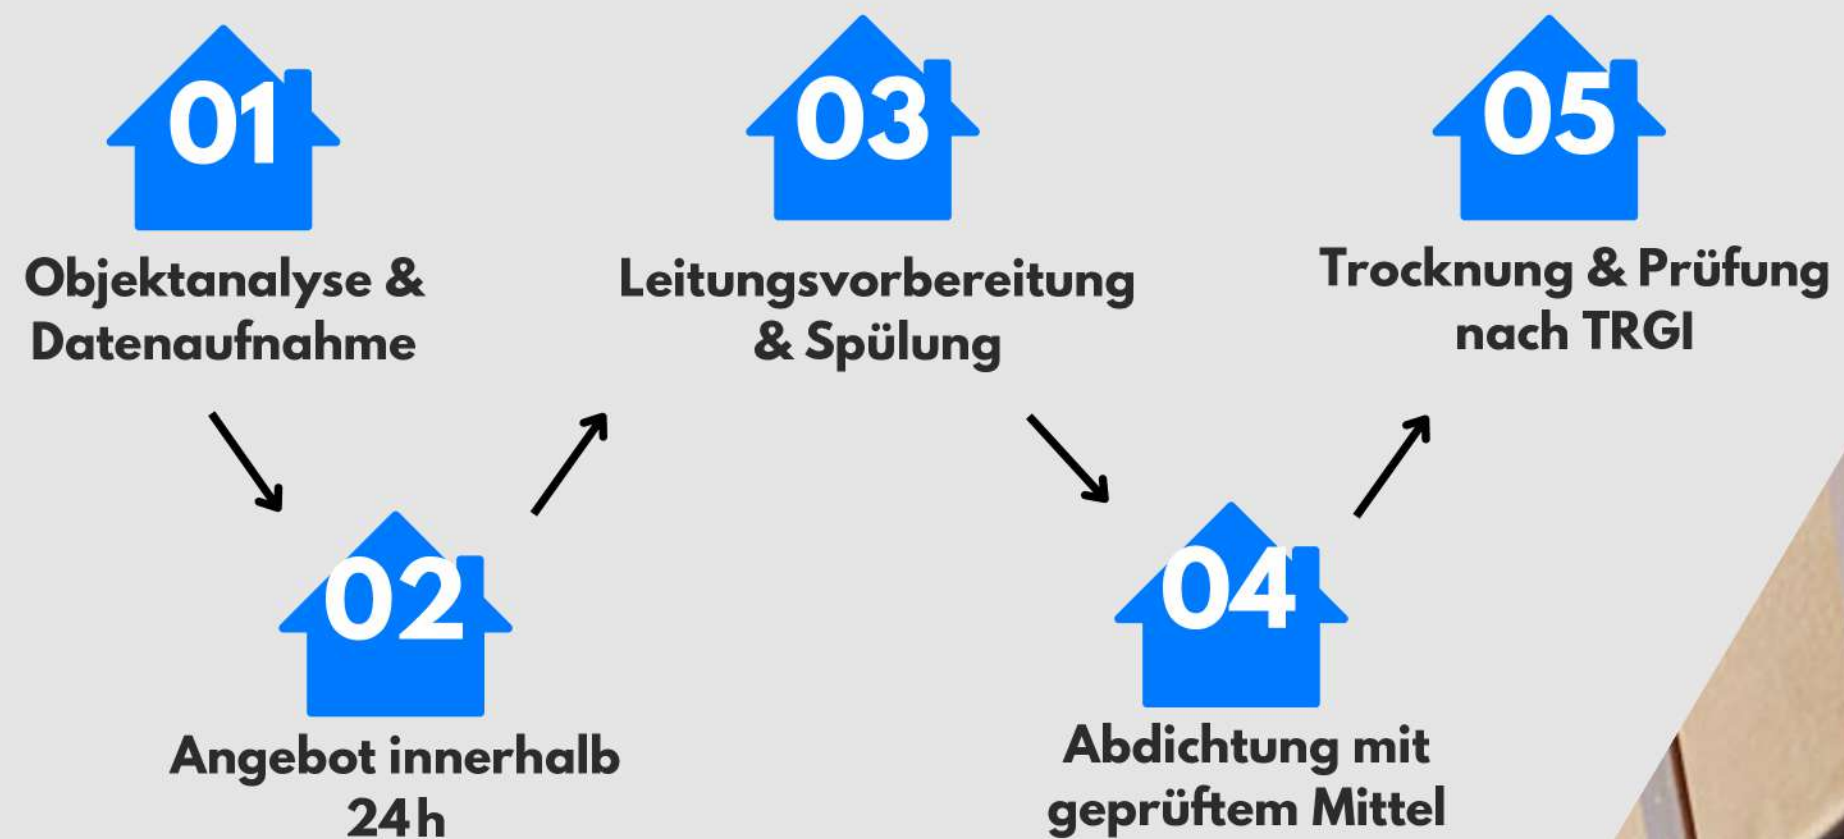 01
Objektanalyse &
Datenaufnahme
02
Angebot innerhalb
24h
03
Leitungsvorbereitung
& Spülung
04
Abdichtung mit
geprüftem Mittel
05
Trocknung & Prüfung
nach TRGI